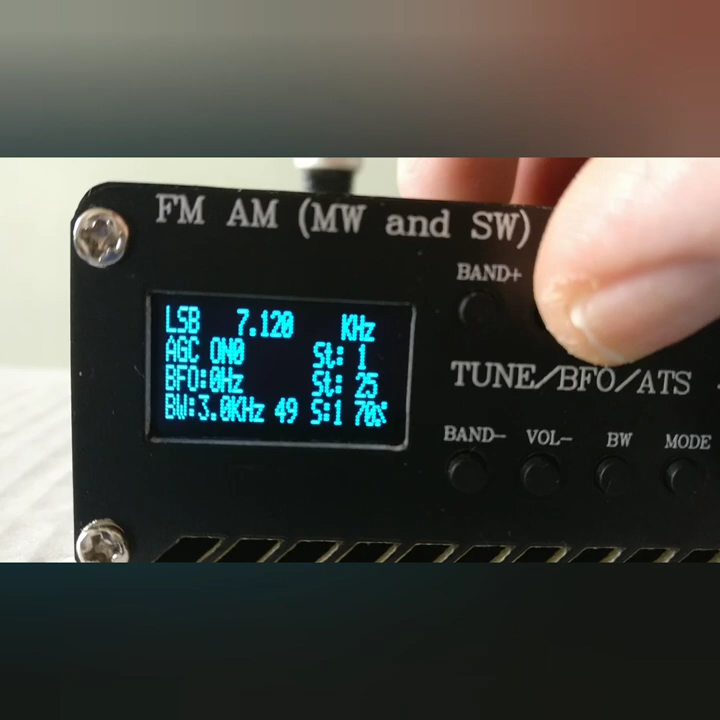 FM AM (MW and SW)
BAND+
LSB 7.120 KHz
AGC ON0 St: 1
BFO:0Hz St: 25
BW:3.0KHz 49 S:1 70%
TUNE/BFO/ATS
BAND- VOL- BW MODE